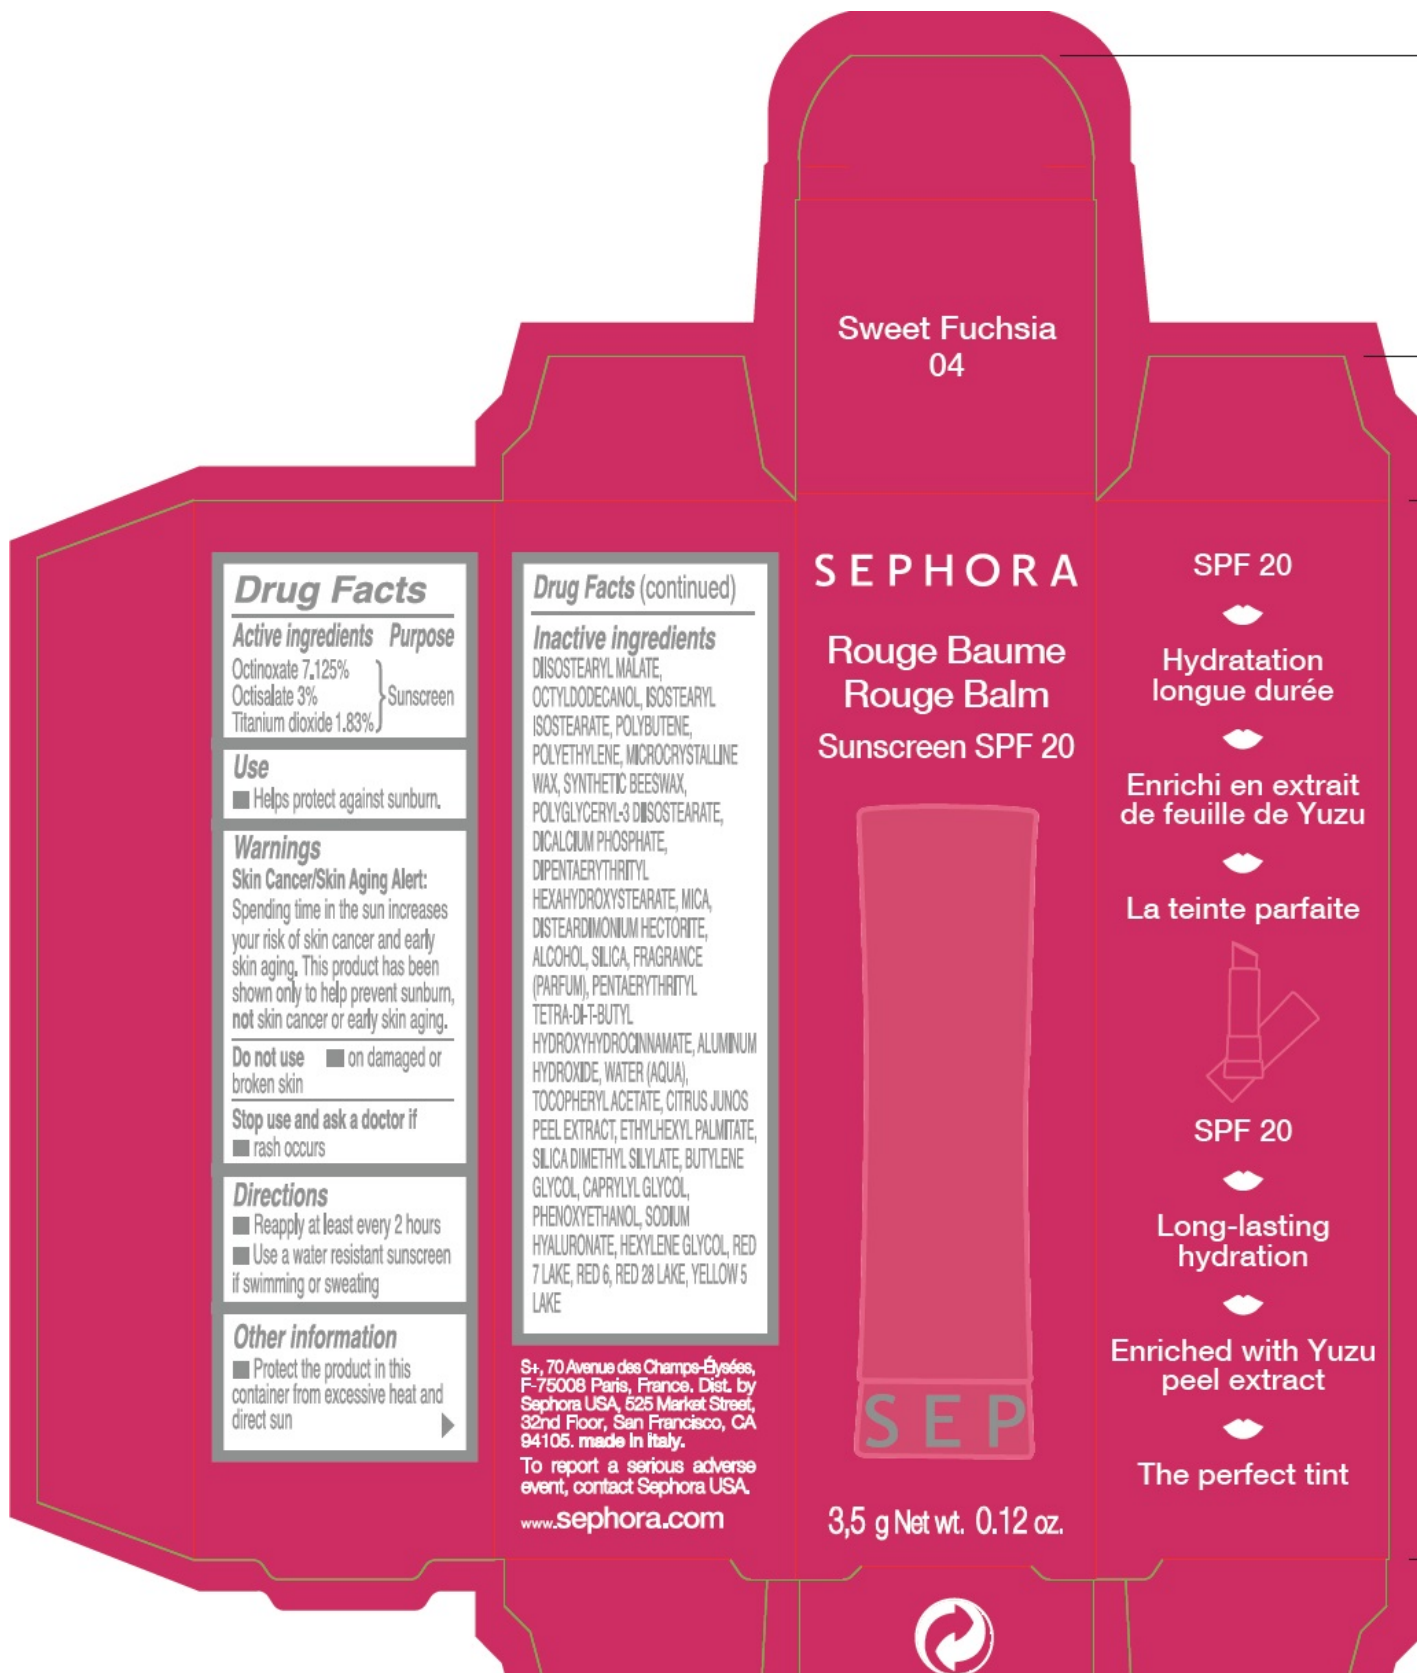 Sweet Fuchsia
04
Drug Facts
Active ingredients Purpose
Octinoxate 7.125%
Octisalate 3%
Titanium dioxide 1.83%
Sunscreen
Use
Helps protect against sunburn.
Warnings
Skin Cancer/Skin Aging Alert:
Spending time in the sun increases
your risk of skin cancer and early
skin aging. This product has been
shown only to help prevent sunburn,
not skin cancer or early skin aging.
Do not use ■ on damaged or
broken skin
Stop use and ask a doctor if
■ rash occurs
Directions
■ Reapply at least every 2 hours
■ Use a water resistant sunscreen
if swimming or sweating
Other information
■ Protect the product in this
container from excessive heat and
direct sun
Drug Facts (continued)
Inactive ingredients
DIISOSTEARYL MALATE,
OCTYLDODECANOL, ISOSTEARYL
ISOSTEARATE, POLYBUTENE,
POLYETHYLENE, MICROCRYSTALLINE
WAX, SYNTHETIC BEESWAX,
POLYGLYCERYL-3 DIISOSTEARATE,
DICALCIUM PHOSPHATE,
DIPENTAERYTHRITYL
HEXAHYDROXYSTEARATE, MICA,
DISTEARDIMONIUM HECTORITE,
ALCOHOL, SILICA, FRAGRANCE
(PARFUM), PENTAERYTHRITYL
TETRA-DI-T-BUTYL
HYDROXYHYDROCINNAMATE, ALUMINUM
HYDROXIDE, WATER (AQUA),
TOCOPHERYL ACETATE, CITRUS JUNOS
PEEL EXTRACT, ETHYLHEXYL PALMITATE,
SILICA DIMETHYL SILYLATE, BUTYLENE
GLYCOL, CAPRYLYL GLYCOL,
PHENOXYETHANOL, SODIUM
HYALURONATE, HEXYLENE GLYCOL, RED
7 LAKE, RED 6, RED 28 LAKE, YELLOW 5
LAKE
S+, 70 Avenue des Champs-Élysées,
F-75008 Paris, France. Dist. by
Sephora USA, 525 Market Street,
32nd Floor, San Francisco, CA
94105. made in Italy.
To report a serious adverse
event, contact Sephora USA.
www.sephora.com
SEPHORA
Rouge Baume
Rouge Balm
Sunscreen SPF 20
SEP
3,5 g Net wt. 0.12 oz.
SPF 20
Hydratation
longue durée
Enrichi en extrait
de feuille de Yuzu
La teinte parfaite
SPF 20
Long-lasting
hydration
Enriched with Yuzu
peel extract
The perfect tint